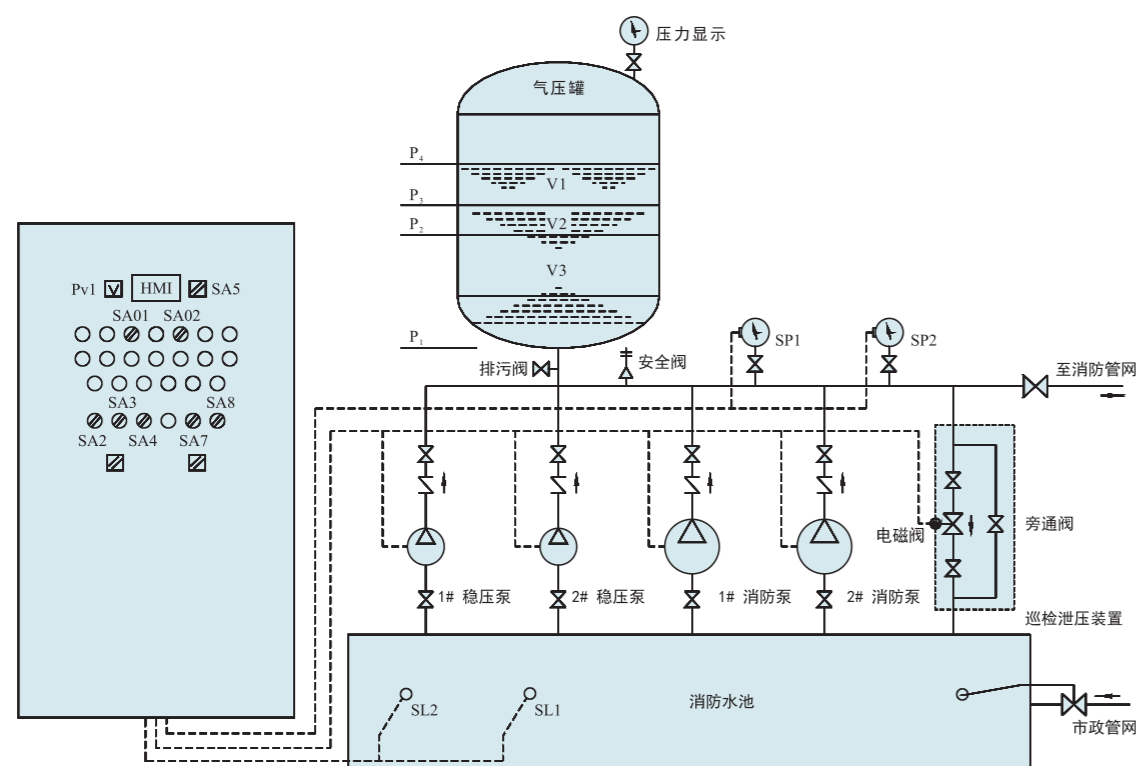 压力显示
气压罐
P4
V1
P3
V2
P2
V3
Pv1 HMI SA5
SA01 SA02
P1
SP1 SP2
排污阀 安全阀
至消防管网
SA3 SA8
SA2 SA4 SA7
电磁阀 旁通阀
1# 稳压泵 2# 稳压泵 1# 消防泵 2# 消防泵
巡检泄压装置
SL2 SL1 消防水池
市政管网